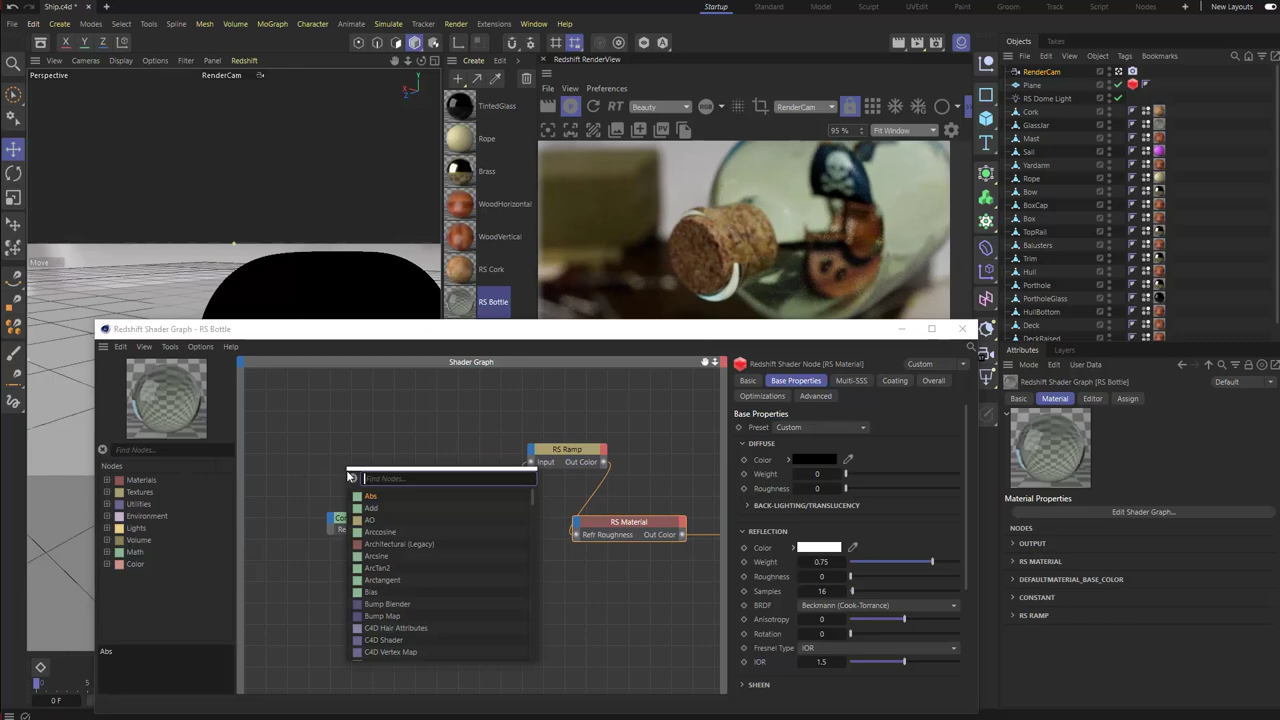 Ship.c4d *
Startup Standard Model Script UVEdit Paint Groom Track Script Nodes New Layouts
File Edit Create Modes Select Tools Spline Mesh Volume MoGraph Character Animate Simulate Tracker Render Extensions Window Help
X Y Z
View Cameras Display Options Filter Panel Redshift
Perspective RenderCam
Y
X
Move
Create Edit
TintedGlass
Rope
Brass
WoodHorizontal
WoodVertical
RS Cork
RS Bottle
Redshift RenderView
File View Preferences
RT Beauty RGB RenderCam
PV 95 % Fit Window
Objects Takes
File Edit View Object Tags Bookmarks
RenderCam
Plane
RS Dome Light
Cork
GlassJar
Mast
Sail
Yardarm
Rope
Bow
BoxCap
Box
TopRail
Balusters
Trim
Hull
Porthole
PortholeGlass
HullBottom
Deck
DeckRaised
Attributes Layers
Mode Edit User Data
Redshift Shader Graph [RS Bottle] Default
Basic Material Editor Assign
Material Properties
Edit Shader Graph...
NODES
OUTPUT
RS MATERIAL
DEFAULTMATERIAL_BASE_COLOR
CONSTANT
RS RAMP
Redshift Shader Graph - RS Bottle
Edit View Tools Options Help
Find Nodes...
Nodes
Materials
Textures
Utilities
Environment
Lights
Volume
Math
Color
Abs
Shader Graph
RS Ramp
Input Out Color
RS Material
Refr Roughness Out Color
Find Nodes...
Abs
Add
AO
Arccosine
Architectural (Legacy)
Arcsine
ArcTan2
Arctangent
Bias
Bump Blender
Bump Map
C4D Hair Attributes
C4D Shader
C4D Vertex Map
Redshift Shader Node [RS Material] Custom
Basic Base Properties Multi-SSS Coating Overall
Optimizations Advanced
Base Properties
Preset Custom
DIFFUSE
Color
Weight 0
Roughness 0
BACK-LIGHTING/TRANSLUCENCY
REFLECTION
Color
Weight 0.75
Roughness 0
Samples 16
BRDF Beckmann (Cook-Torrance)
Anisotropy 0
Rotation 0
Fresnel Type IOR
IOR 1.5
SHEEN
0 5
0 F